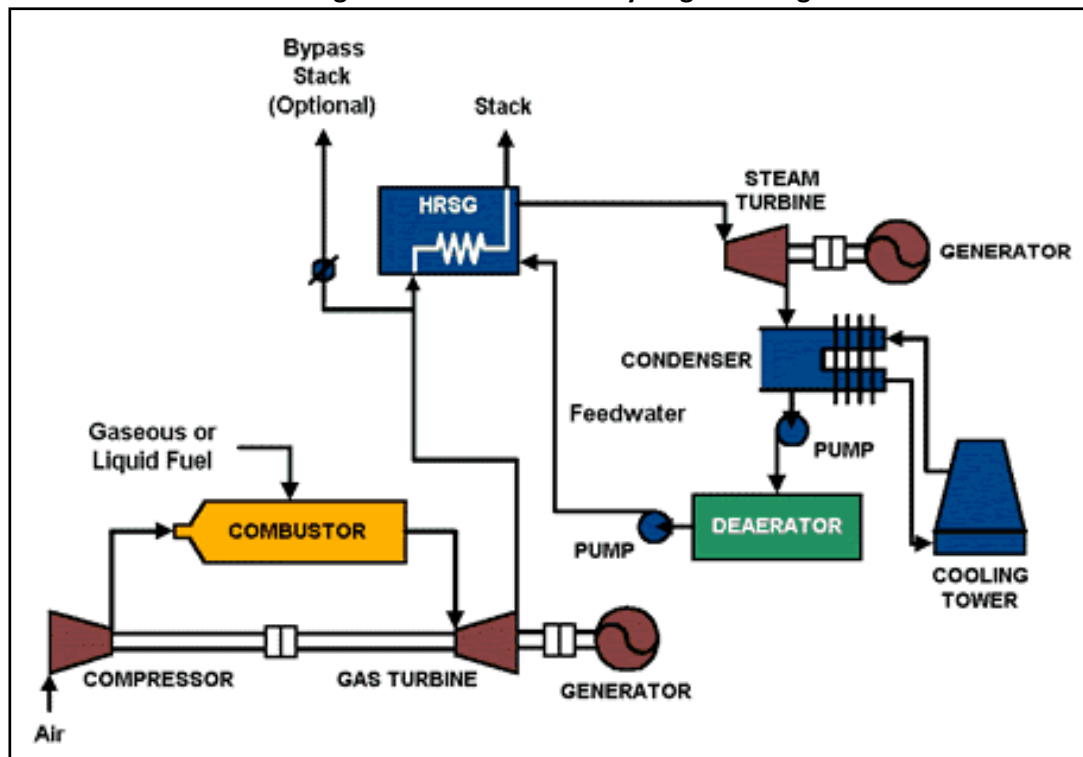 Bypass
Stack
(Optional)
Stack
HRSG
STEAM
TURBINE
GENERATOR
CONDENSER
Feedwater
PUMP
Gaseous or
Liquid Fuel
COMBUSTOR
PUMP
DEAERATOR
COOLING
TOWER
COMPRESSOR
GAS TURBINE
GENERATOR
Air